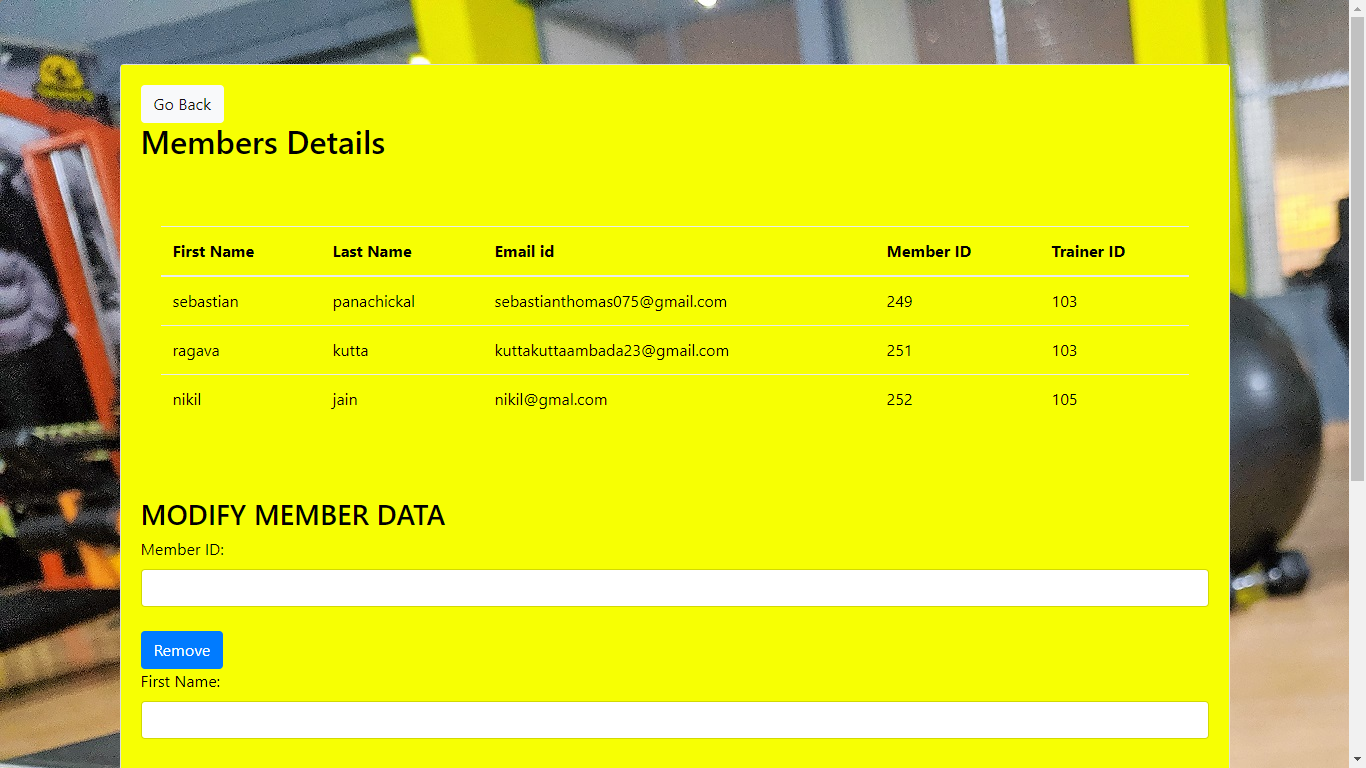 Go Back
Members Details
First Name Last Name Email id Member ID Trainer ID
sebastian panachickal sebastianthomas075@gmail.com 249 103
ragava kutta kuttakuttaambada23@gmail.com 251 103
nikil jain nikil@gmal.com 252 105
MODIFY MEMBER DATA
Member ID:
Remove
First Name: